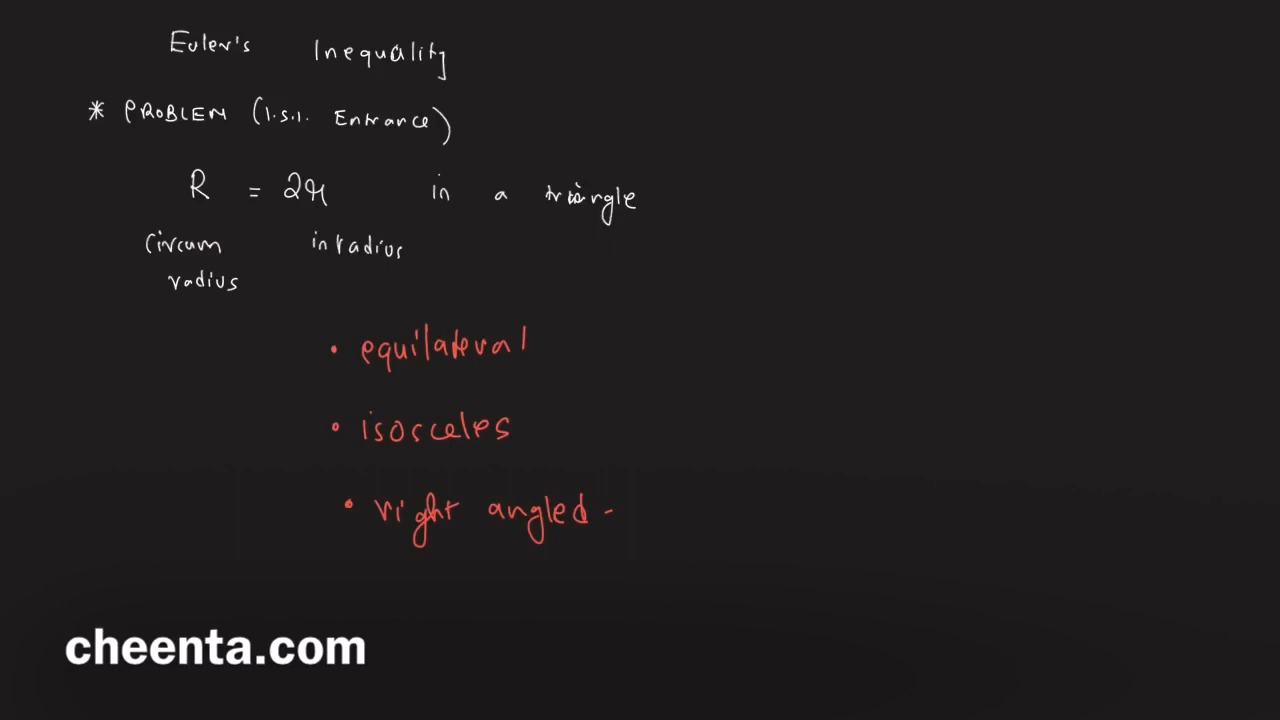 Euler's Inequality
* PROBLEM (I.S.I. Entrance)
R = 2r in a triangle
circum inradius
radius
• equilateral
• isosceles
• right angled -
cheenta.com